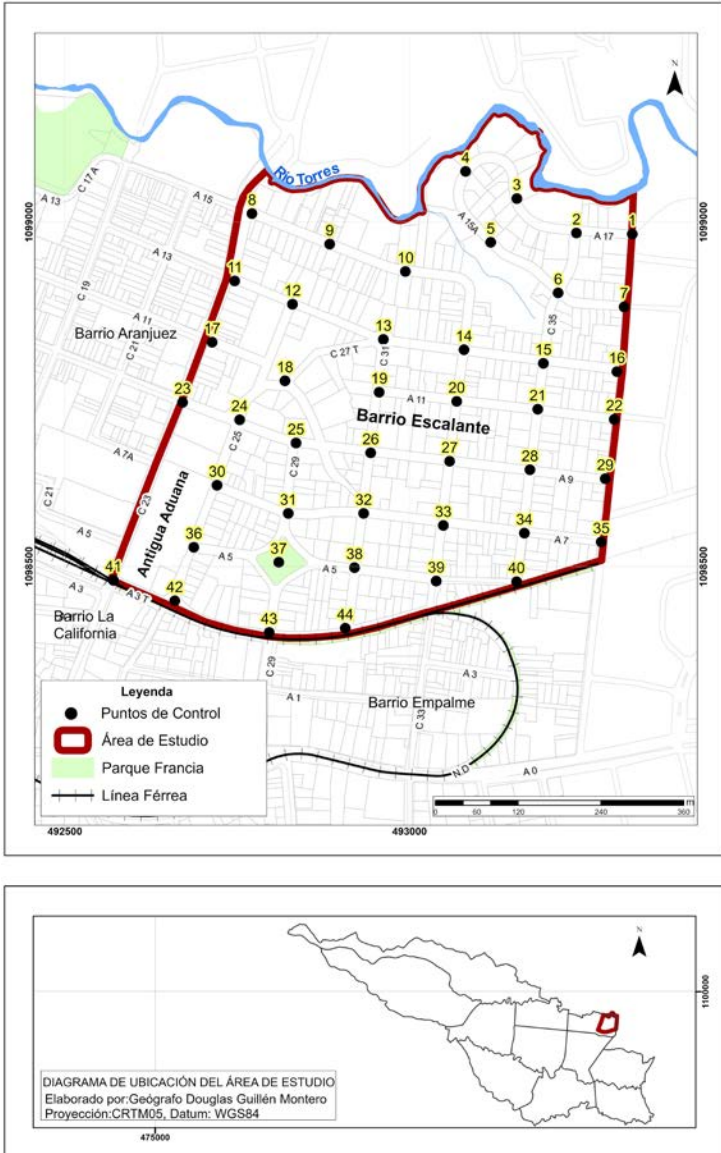 N
Río Torres
4
C 17A
3
A 13
A 15
8
A 15A
1099000
1099000
9
5
2
A 17
1
A 13
10
11
6
7
12
C 19
A 11
13
C 35
Barrio Aranjuez
17
C 27 T
C 31
14
15
C 21
16
18
19
A 11
20
21
23
22
24
Barrio Escalante
C 25
25
26
27
28
A 7A
C 29
A 9
29
30
C 21
C 23
31
32
33
34
A 5
Antigua Aduana
36
A 7
35
A 5
37
A 5
38
39
40
1098500
1098500
41
A 3
A 3 T
42
Barrio La
California
43
44
C 29
A 3
Leyenda
Puntos de Control
Área de Estudio
Parque Francia
Línea Férrea
A 1
Barrio Empalme
C 33
N.D
A 0
0 40 80 120 240 360 m
492500
493000
N
1100000
DIAGRAMA DE UBICACIÓN DEL ÁREA DE ESTUDIO
Elaborado por:Geógrafo Douglas Guillén Montero
Proyección:CRTM05, Datum: WGS84
475000